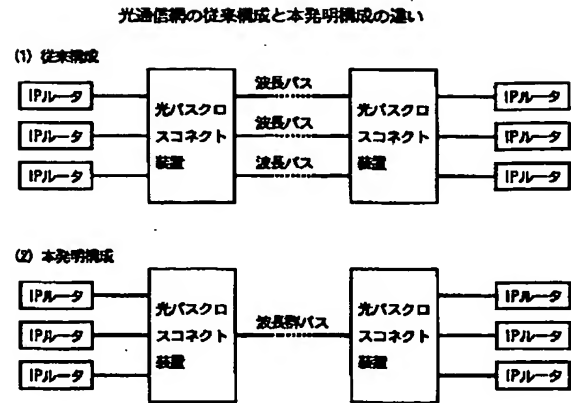 光通信網の従来構成と本発明構成の違い
(1) 従来構成
IPルータ
IPルータ
IPルータ
光パスクロ
スコネクト
装置
波長パス
波長パス
波長パス
光パスクロ
スコネクト
装置
IPルータ
IPルータ
IPルータ
(2) 本発明構成
IPルータ
IPルータ
IPルータ
光パスクロ
スコネクト
装置
波長群パス
光パスクロ
スコネクト
装置
IPルータ
IPルータ
IPルータ